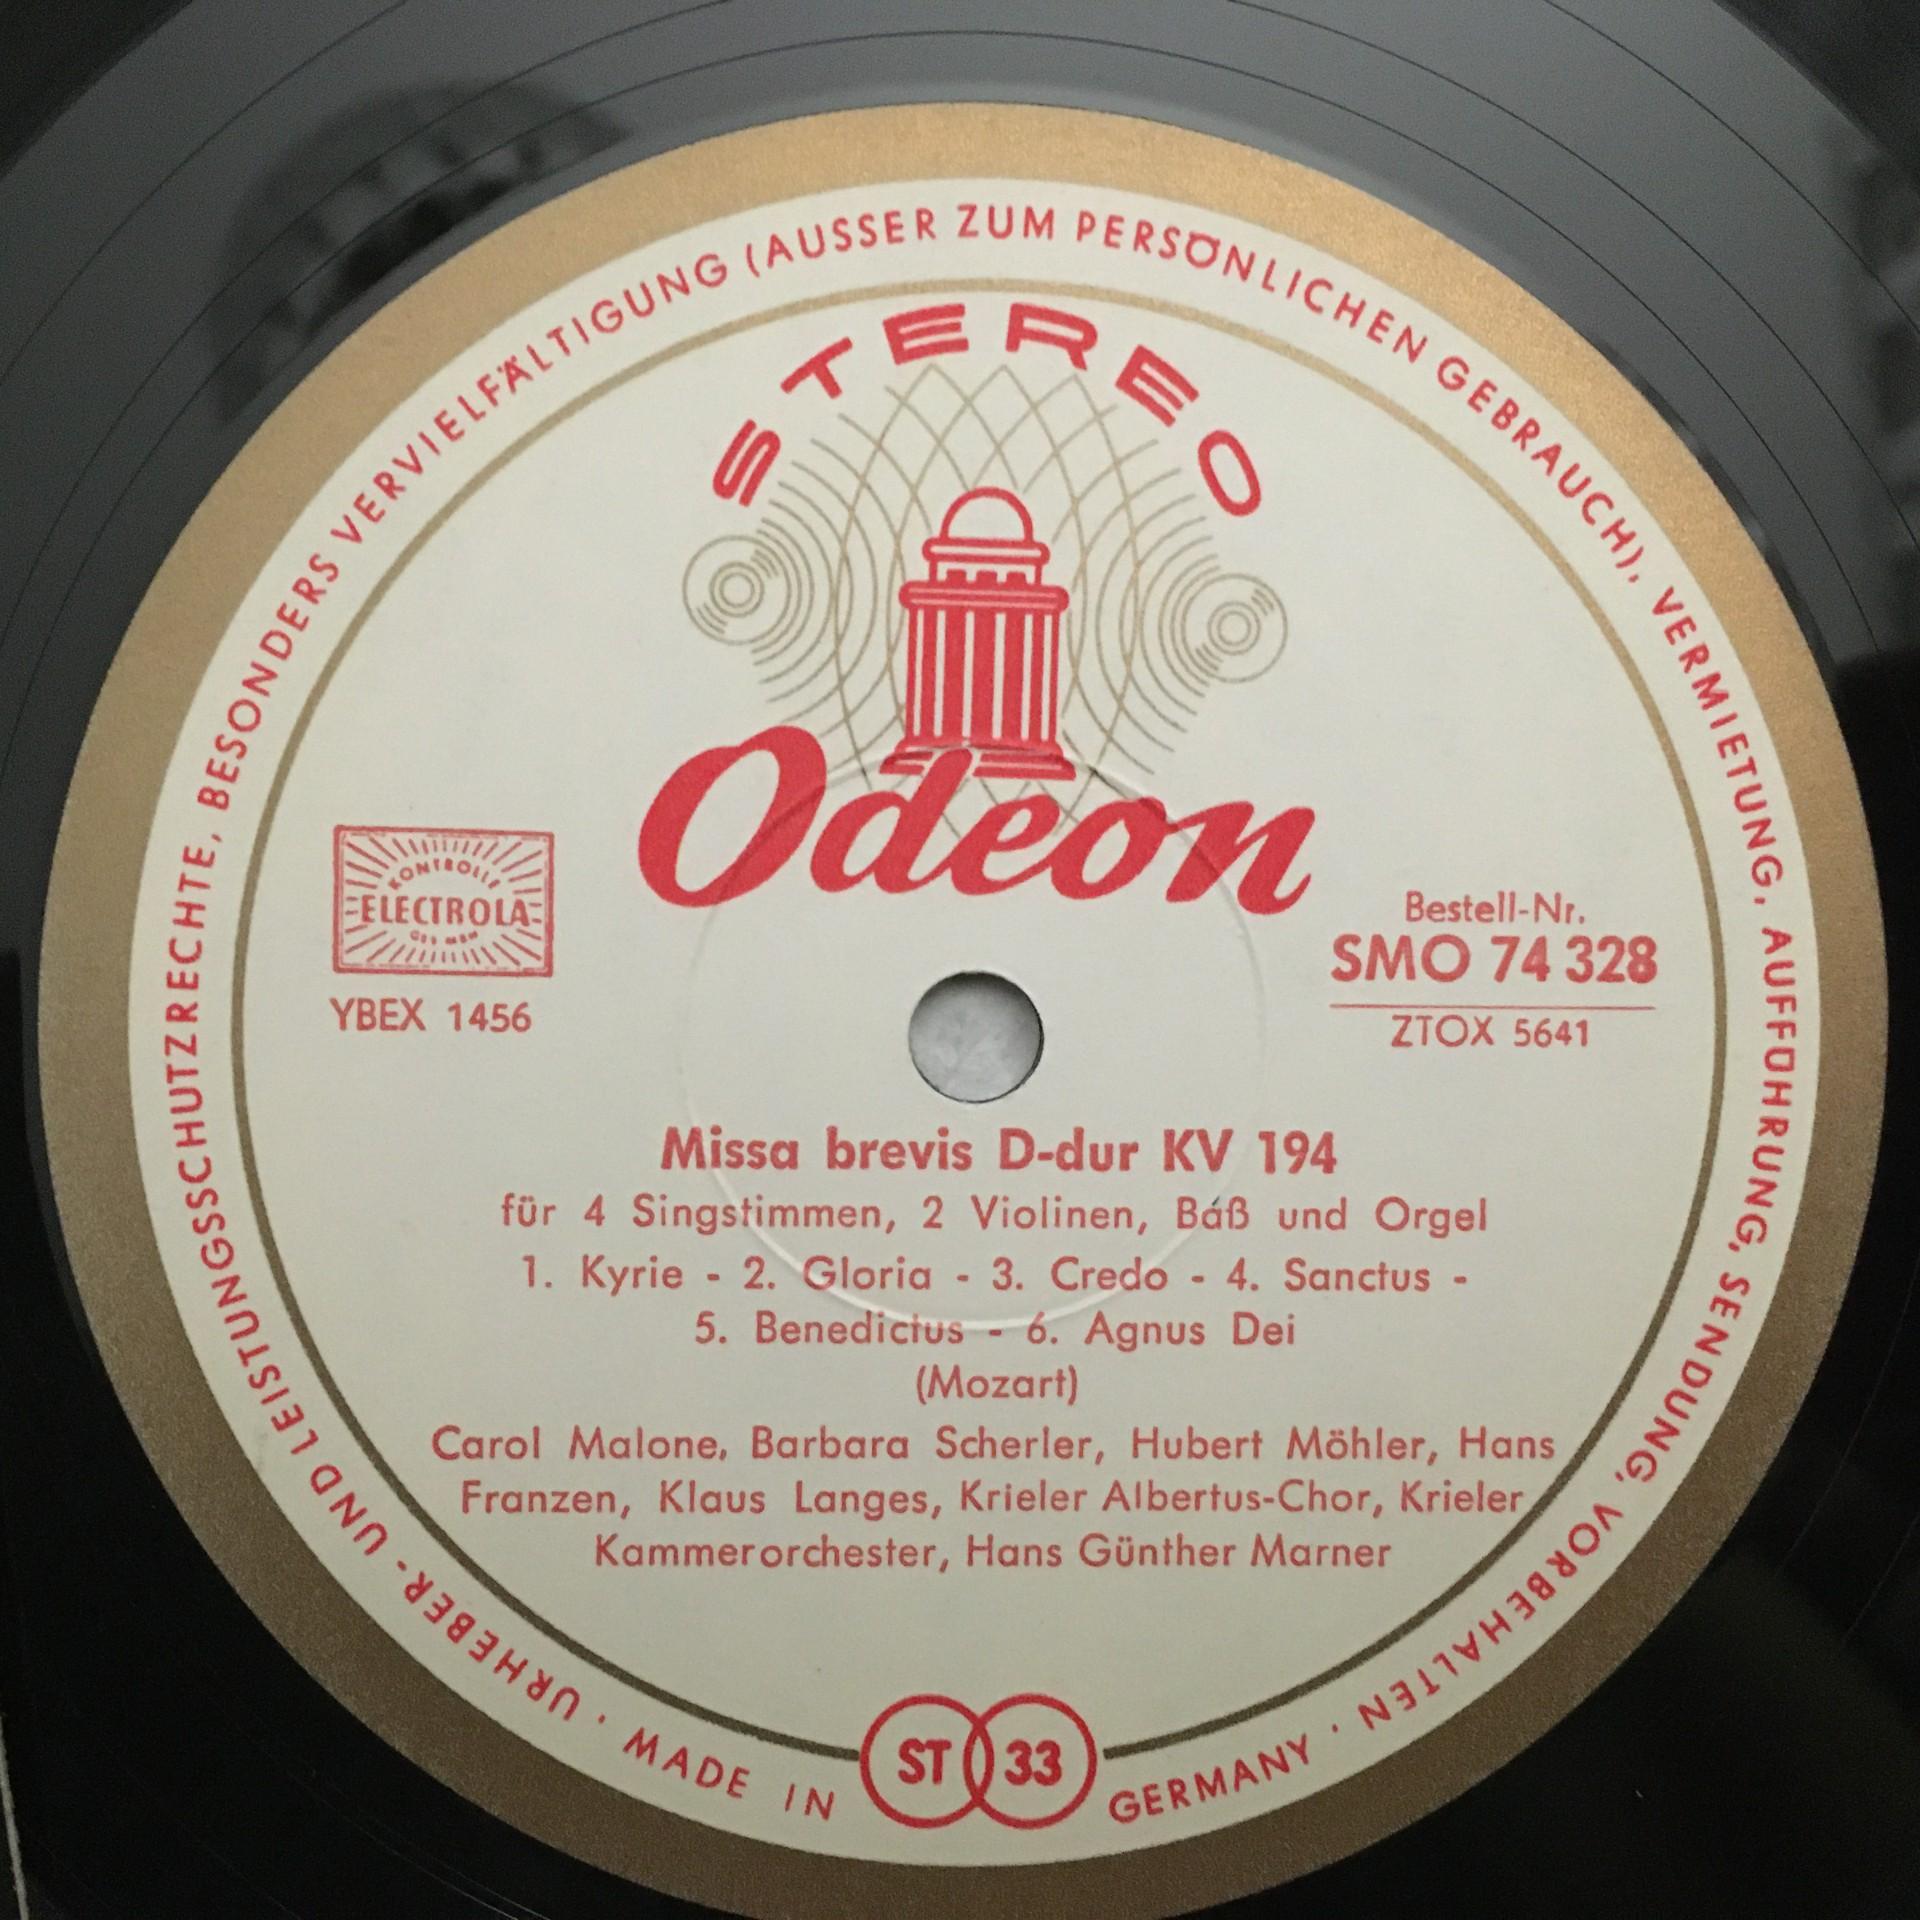 URHEBER- UND LEISTUNGSSCHUTZRECHTE, BESONDERS VERVIELFÄLTIGUNG (AUSSER ZUM PERSÖNLICHEN GEBRAUCH), VERMIETUNG, AUFFÜHRUNG, SENDUNG, VORBEHALTEN · MADE IN GERMANY ·
STEREO
Odeon
KONTROLLE
ELECTROLA
GES MBH
YBEX 1456
Bestell-Nr.
SMO 74 328
ZTOX 5641
Missa brevis D-dur KV 194
für 4 Singstimmen, 2 Violinen, Báß und Orgel
1. Kyrie - 2. Gloria - 3. Credo - 4. Sanctus -
5. Benedictus - 6. Agnus Dei
(Mozart)
Carol Malone, Barbara Scherler, Hubert Möhler, Hans
Franzen, Klaus Langes, Krieler Albertus-Chor, Krieler
Kammerorchester, Hans Günther Marner
ST 33